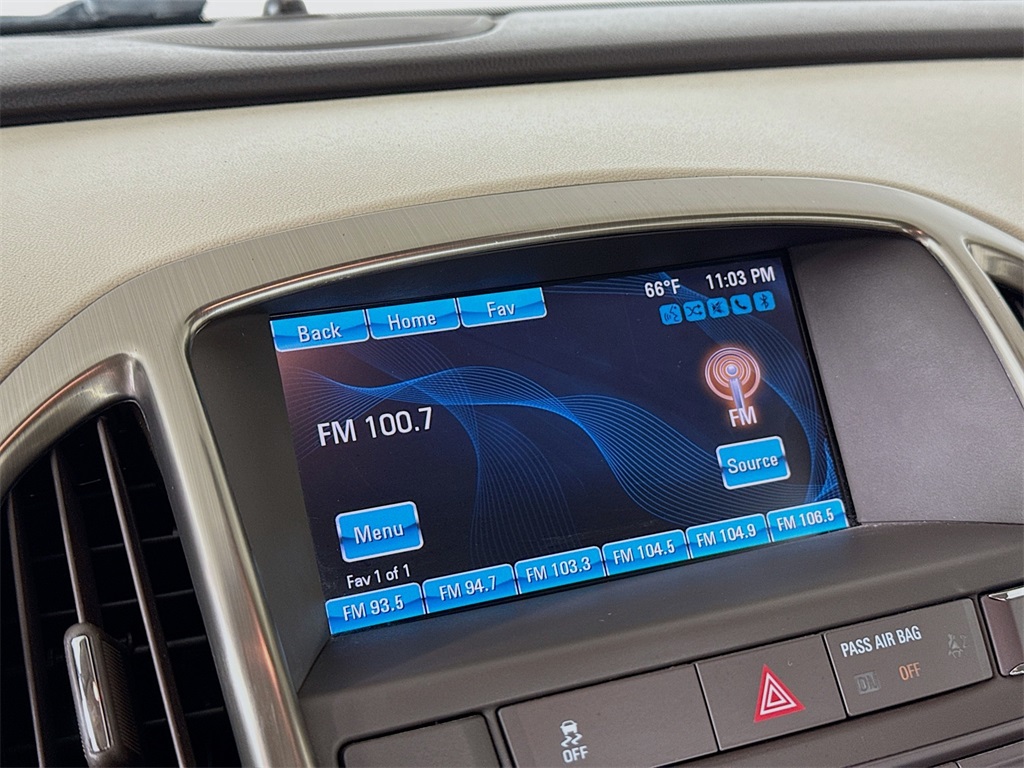 66°F 11:03 PM
Back Home Fav
FM 100.7
FM
Source
Menu
Fav 1 of 1
FM 93.5 FM 94.7 FM 103.3 FM 104.5 FM 104.9 FM 106.5
PASS AIR BAG
ON OFF
OFF